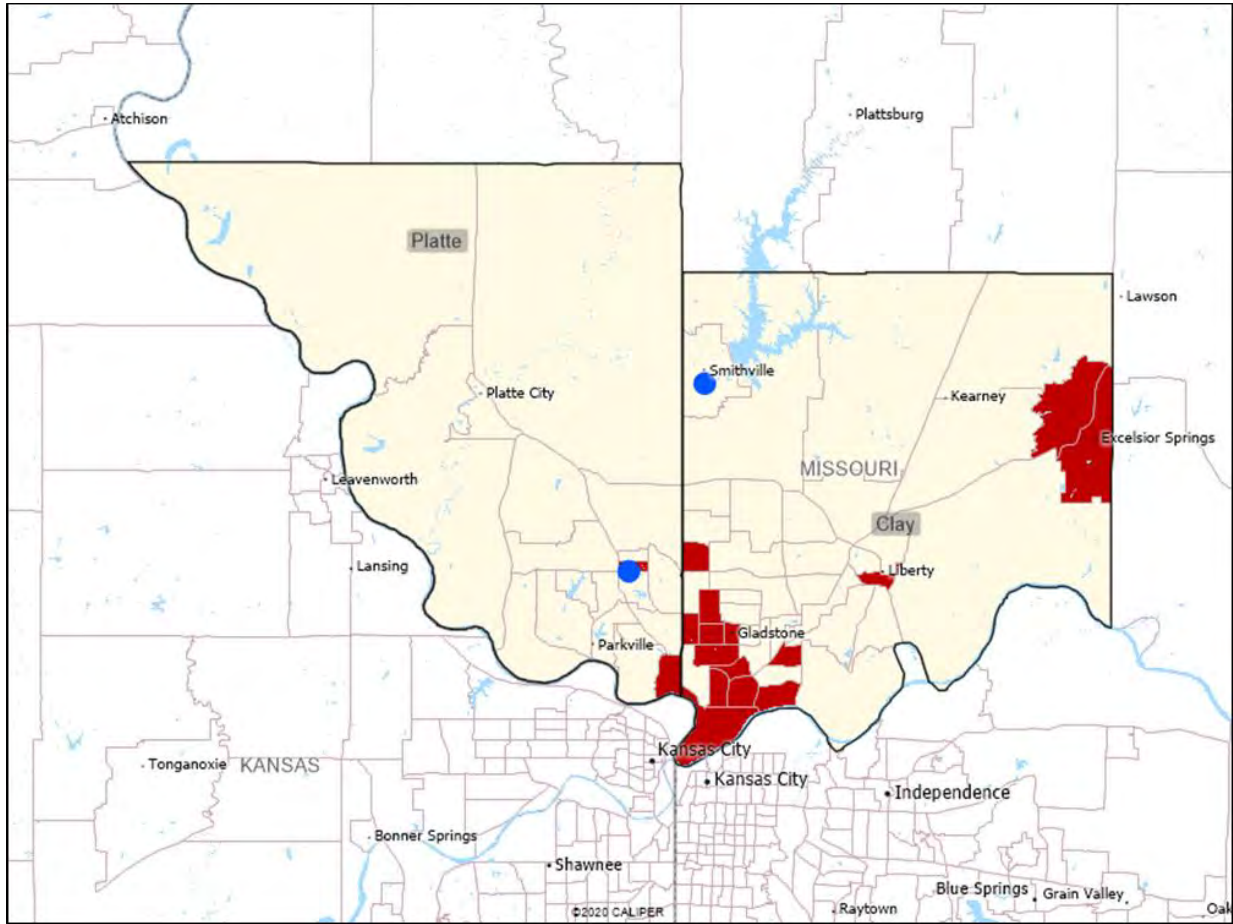 Atchison
Plattsburg
Platte
Lawson
Smithville
Platte City
Kearney
Excelsior Springs
MISSOURI
Leavenworth
Clay
Lansing
Liberty
Gladstone
Parkville
Kansas City
Tonganoxie
KANSAS
Kansas City
Independence
Bonner Springs
Shawnee
Blue Springs
Grain Valley
©2020 CALIPER
Raytown
Oak